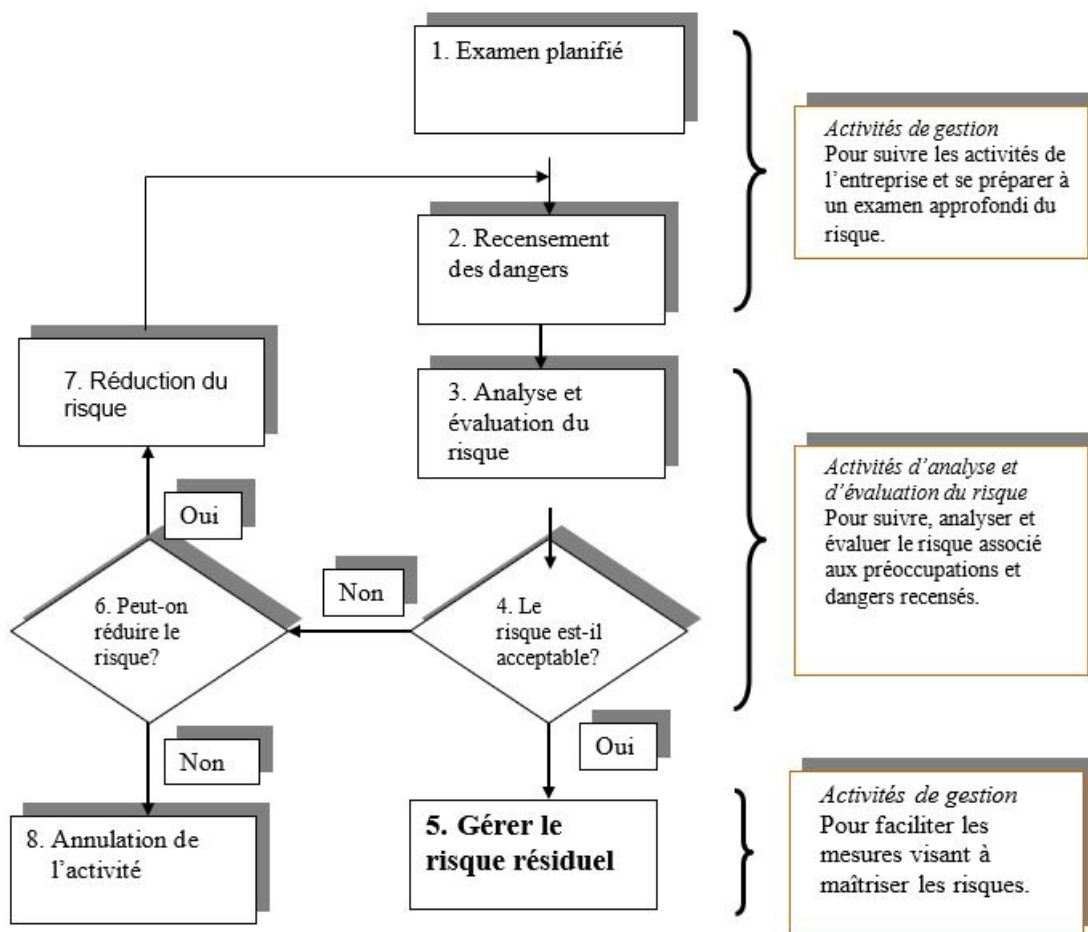 1. Examen planifié
Activités de gestion
Pour suivre les activités de
l’entreprise et se préparer à
un examen approfondi du
risque.
2. Recensement
des dangers
7. Réduction du
risque
3. Analyse et
évaluation du
risque
Activités d’analyse et
d’évaluation du risque
Pour suivre, analyser et
évaluer le risque associé
aux préoccupations et
dangers recensés.
Oui
Non
6. Peut-on
réduire le
risque?
4. Le
risque est-il
acceptable?
Non
Oui
8. Annulation de
l’activité
5. Gérer le
risque résiduel
Activités de gestion
Pour faciliter les
mesures visant à
maîtriser les risques.